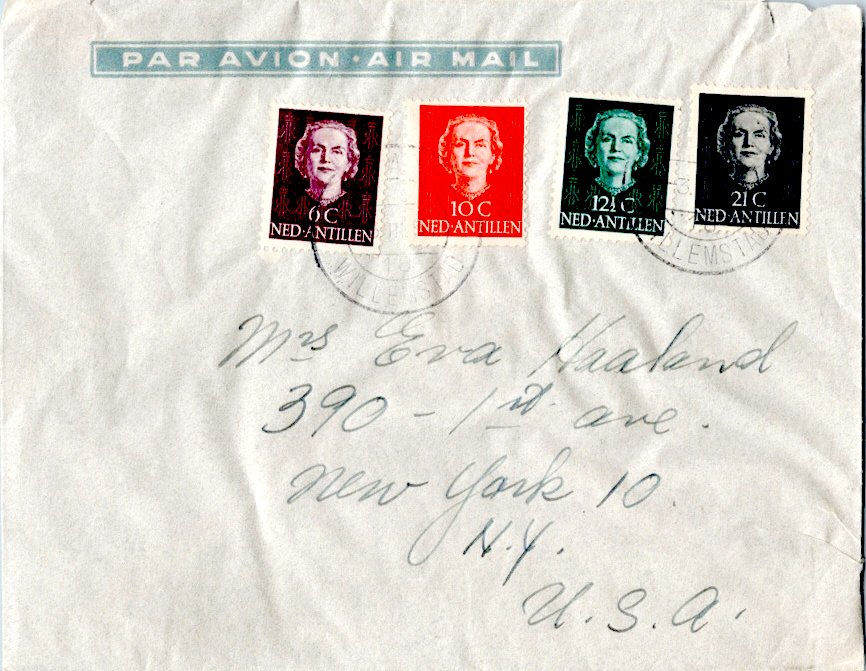 PAR AVION · AIR MAIL
6 C
NED·ANTILLEN
10 C
NED·ANTILLEN
12½ C
NED·ANTILLEN
21 C
NED·ANTILLEN
WILLEMSTAD
WILLEMSTAD
Mrs Eva Haaland
390 - 1st. ave.
New York 10.
N.Y.
U.S.A.